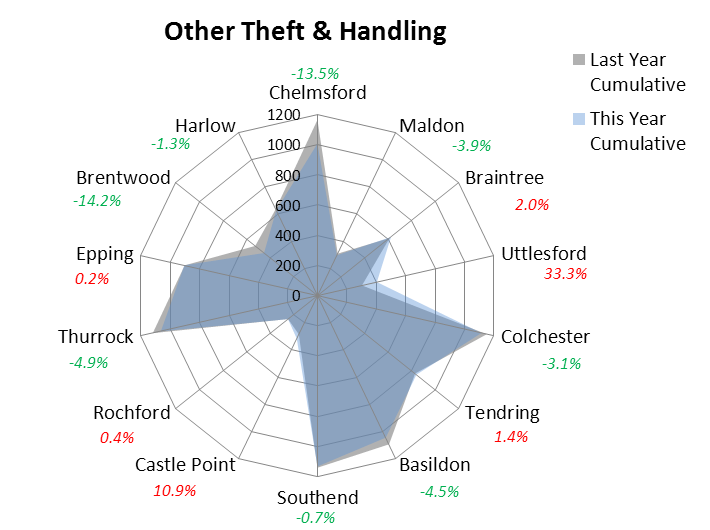 Other Theft & Handling
Last Year
Cumulative
This Year
Cumulative
-13.5%
Chelmsford
Maldon
-3.9%
Braintree
2.0%
Uttlesford
33.3%
Colchester
-3.1%
Tendring
1.4%
Basildon
-4.5%
Southend
-0.7%
Castle Point
10.9%
Rochford
0.4%
Thurrock
-4.9%
Epping
0.2%
Brentwood
-14.2%
Harlow
-1.3%
1200
1000
800
600
400
200
0